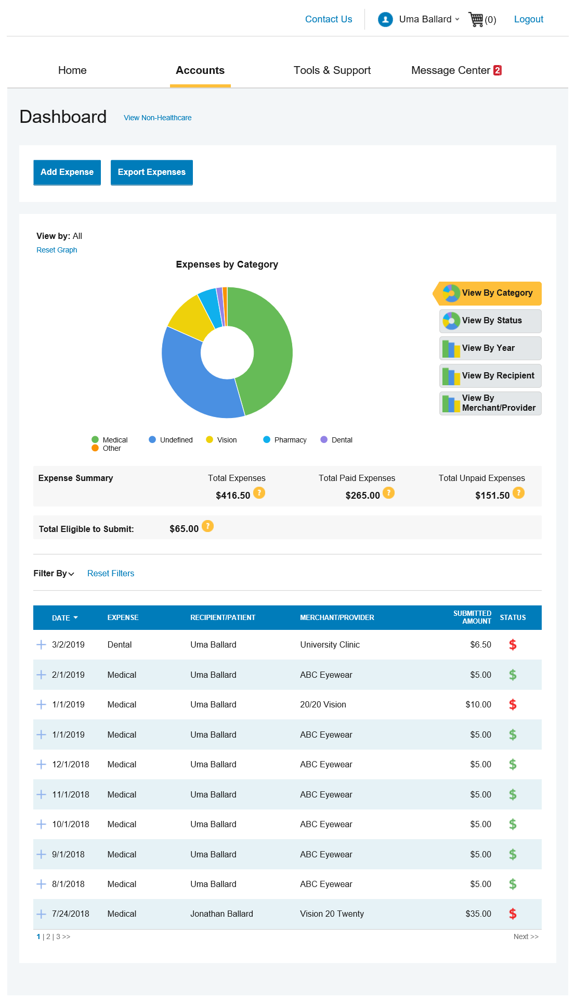 Contact Us Uma Ballard (0) Logout
Home Accounts Tools & Support Message Center 2
Dashboard View Non-Healthcare
Add Expense Export Expenses
View by: All
Reset Graph
Expenses by Category
View By Category
View By Status
View By Year
View By Recipient
View By
Merchant/Provider
Medical Undefined Vision Pharmacy Dental
Other
Expense Summary Total Expenses Total Paid Expenses Total Unpaid Expenses
$416.50 ? $265.00 ? $151.50 ?
Total Eligible to Submit: $65.00 ?
Filter By Reset Filters
DATE EXPENSE RECIPIENT/PATIENT MERCHANT/PROVIDER SUBMITTED AMOUNT STATUS
3/2/2019 Dental Uma Ballard University Clinic $6.50 $
2/1/2019 Medical Uma Ballard ABC Eyewear $5.00 $
1/1/2019 Medical Uma Ballard 20/20 Vision $10.00 $
1/1/2019 Medical Uma Ballard ABC Eyewear $5.00 $
12/1/2018 Medical Uma Ballard ABC Eyewear $5.00 $
11/1/2018 Medical Uma Ballard ABC Eyewear $5.00 $
10/1/2018 Medical Uma Ballard ABC Eyewear $5.00 $
9/1/2018 Medical Uma Ballard ABC Eyewear $5.00 $
8/1/2018 Medical Uma Ballard ABC Eyewear $5.00 $
7/24/2018 Medical Jonathan Ballard Vision 20 Twenty $35.00 $
1 | 2 | 3 >> Next >>